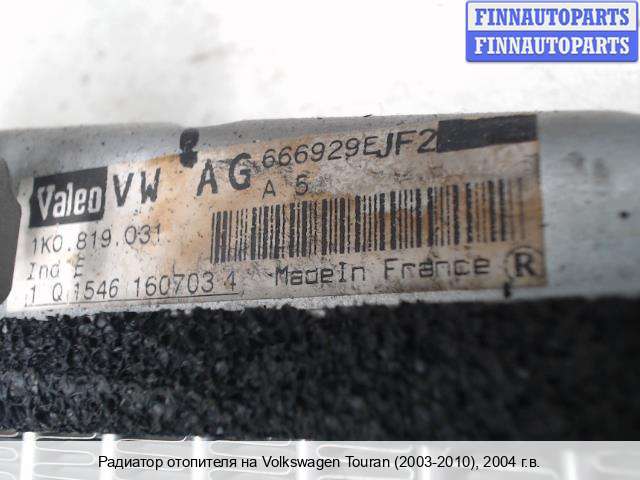 FINNAUTOPARTS
FINNAUTOPARTS
Valeo VW AG 666929EJF2
A 5
1K0.819.031
Ind E
1 Q 1546 160703 4 MadeIn France R
Радиатор отопителя на Volkswagen Touran (2003-2010), 2004 г.в.